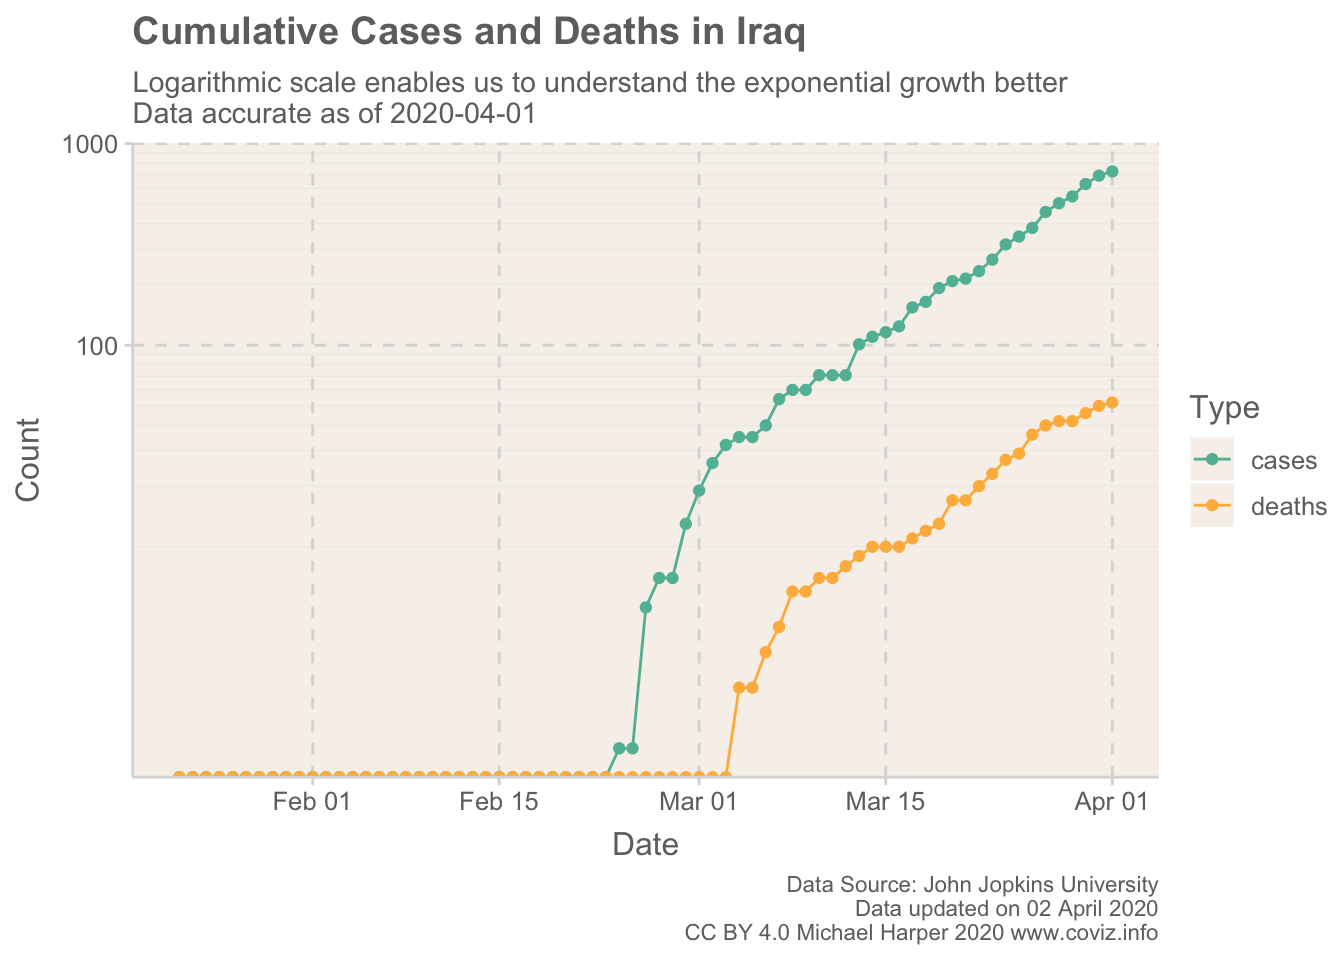 Cumulative Cases and Deaths in Iraq
Logarithmic scale enables us to understand the exponential growth better
Data accurate as of 2020-04-01
1000
100
Count
Feb 01
Feb 15
Mar 01
Mar 15
Apr 01
Date
Type
cases
deaths
Data Source: John Jopkins University
Data updated on 02 April 2020
CC BY 4.0 Michael Harper 2020 www.coviz.info